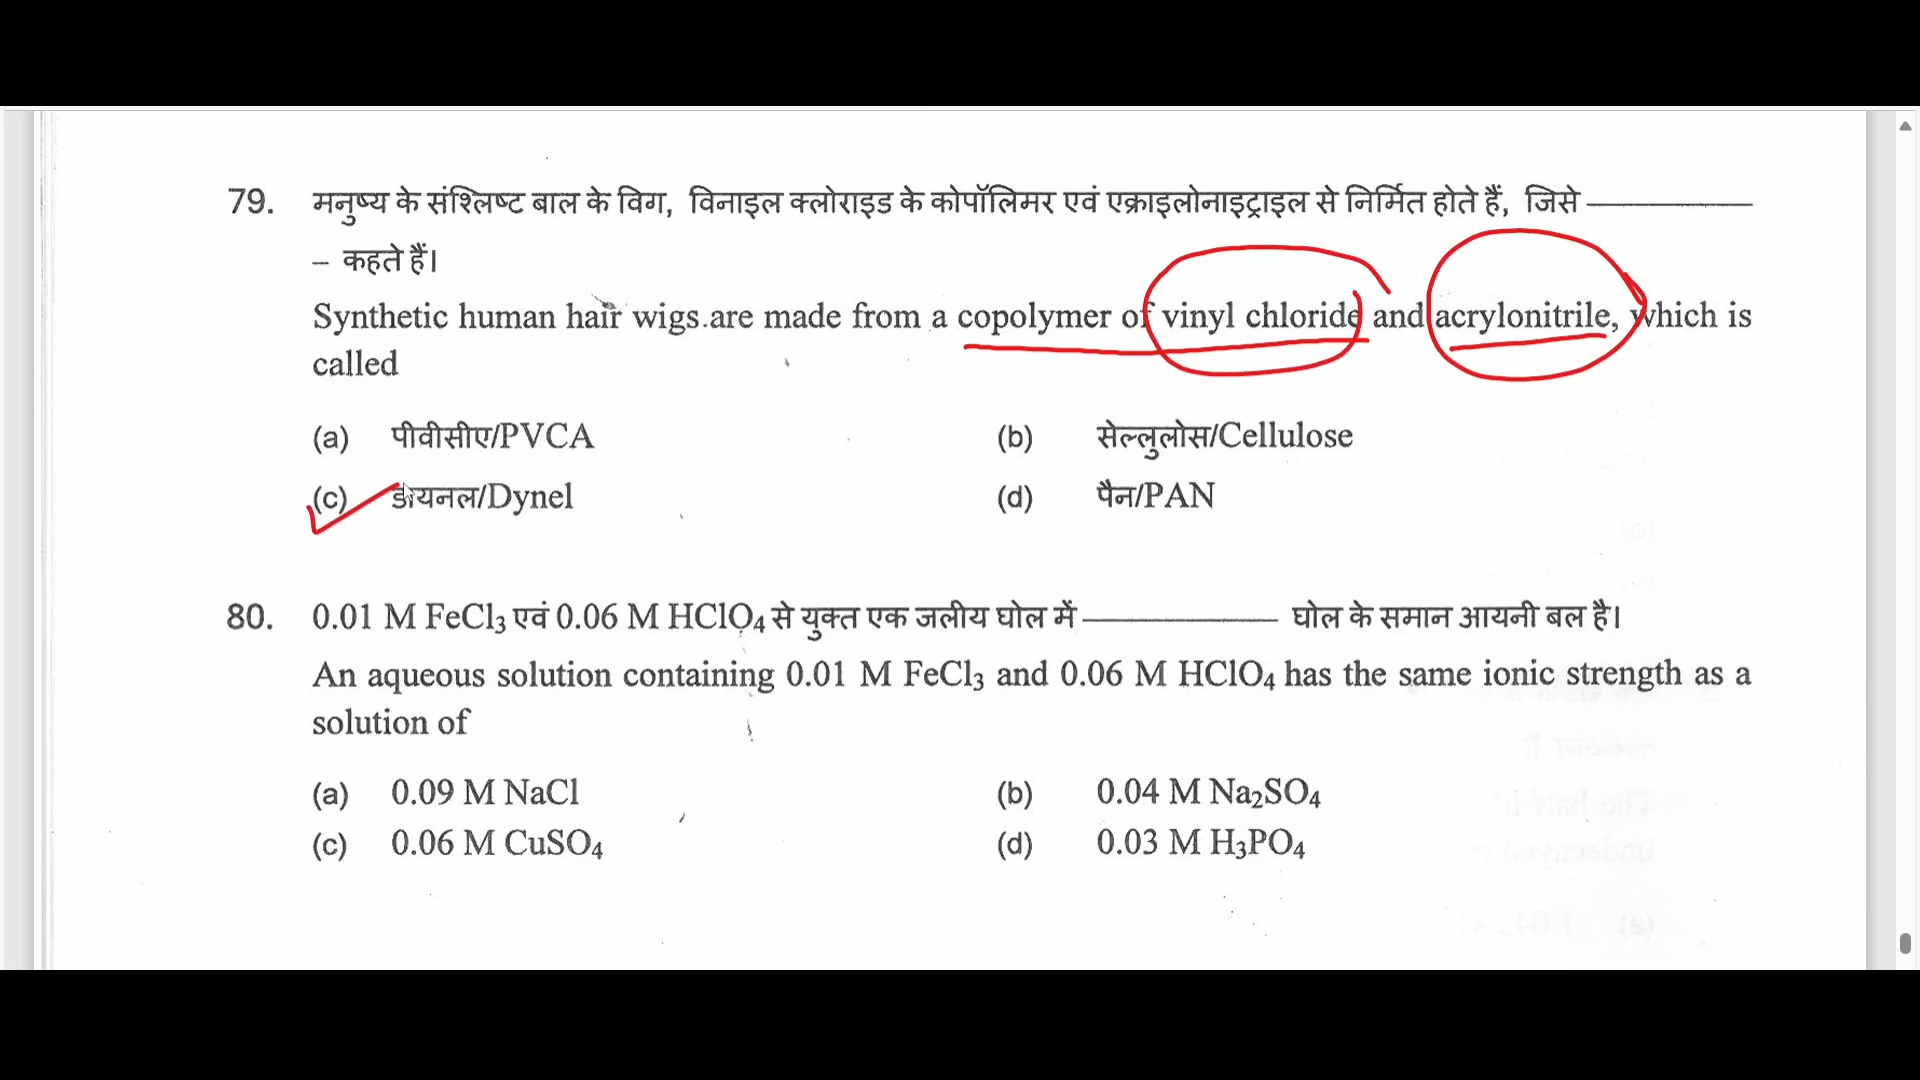 79. मनुष्य के संश्लिष्ट बाल के विग, विनाइल क्लोराइड के कोपॉलिमर एवं एक्राइलोनाइट्राइल से निर्मित होते हैं, जिसे ————
– कहते हैं।
Synthetic human hair wigs are made from a copolymer of vinyl chloride and acrylonitrile, which is
called
(a) पीवीसीए/PVCA (b) सेल्लुलोस/Cellulose
(c) डायनल/Dynel (d) पैन/PAN
80. 0.01 M FeCl₃ एवं 0.06 M HClO₄ से युक्त एक जलीय घोल में ———— घोल के समान आयनी बल है।
An aqueous solution containing 0.01 M FeCl₃ and 0.06 M HClO₄ has the same ionic strength as a
solution of
(a) 0.09 M NaCl (b) 0.04 M Na₂SO₄
(c) 0.06 M CuSO₄ (d) 0.03 M H₃PO₄